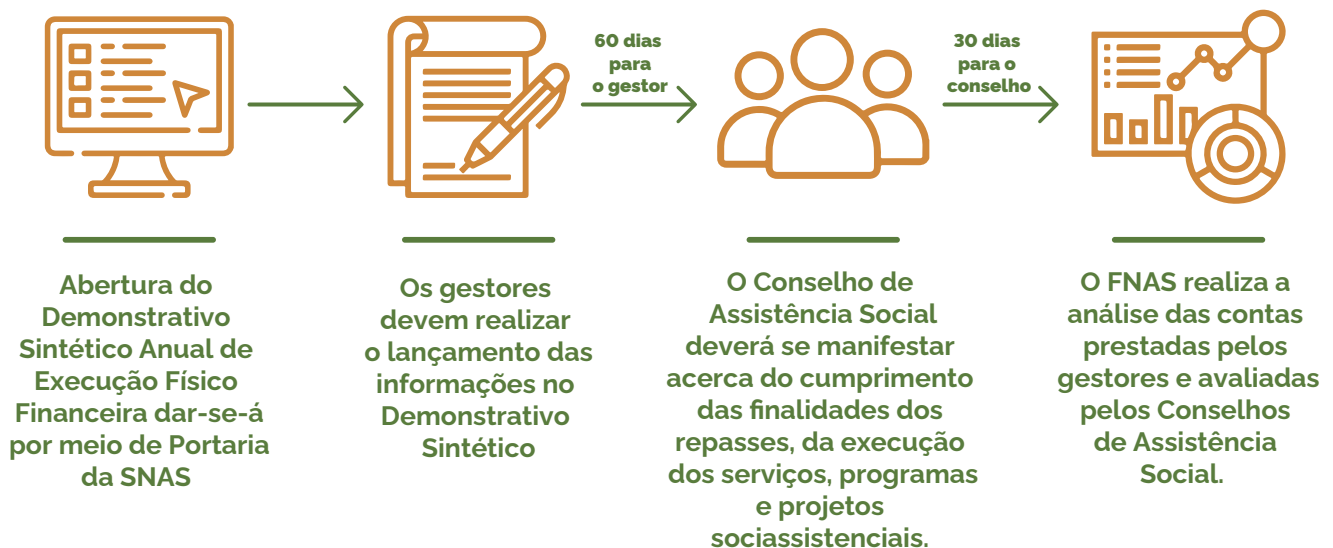 60 dias
para
o gestor
30 dias
para o
conselho
Abertura do
Demonstrativo
Sintético Anual de
Execução Físico
Financeira dar-se-á
por meio de Portaria
da SNAS
Os gestores
devem realizar
o lançamento das
informações no
Demonstrativo
Sintético
O Conselho de
Assistência Social
deverá se manifestar
acerca do cumprimento
das finalidades dos
repasses, da execução
dos serviços, programas
e projetos
sociassistenciais.
O FNAS realiza a
análise das contas
prestadas pelos
gestores e avaliadas
pelos Conselhos
de Assistência
Social.